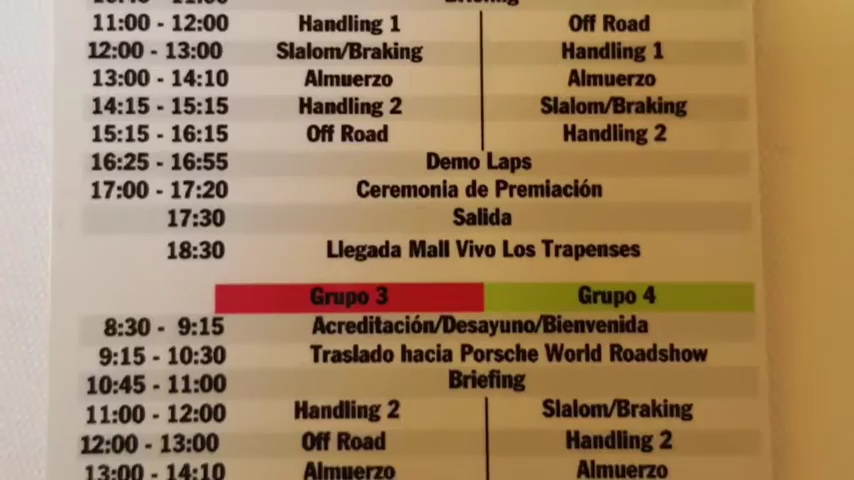 Briefing
11:00 - 12:00 Handling 1 Off Road
12:00 - 13:00 Slalom/Braking Handling 1
13:00 - 14:10 Almuerzo Almuerzo
14:15 - 15:15 Handling 2 Slalom/Braking
15:15 - 16:15 Off Road Handling 2
16:25 - 16:55 Demo Laps
17:00 - 17:20 Ceremonia de Premiación
17:30 Salida
18:30 Llegada Mall Vivo Los Trapenses
Grupo 3 Grupo 4
8:30 - 9:15 Acreditación/Desayuno/Bienvenida
9:15 - 10:30 Traslado hacia Porsche World Roadshow
10:45 - 11:00 Briefing
11:00 - 12:00 Handling 2 Slalom/Braking
12:00 - 13:00 Off Road Handling 2
13:00 - 14:10 Almuerzo Almuerzo